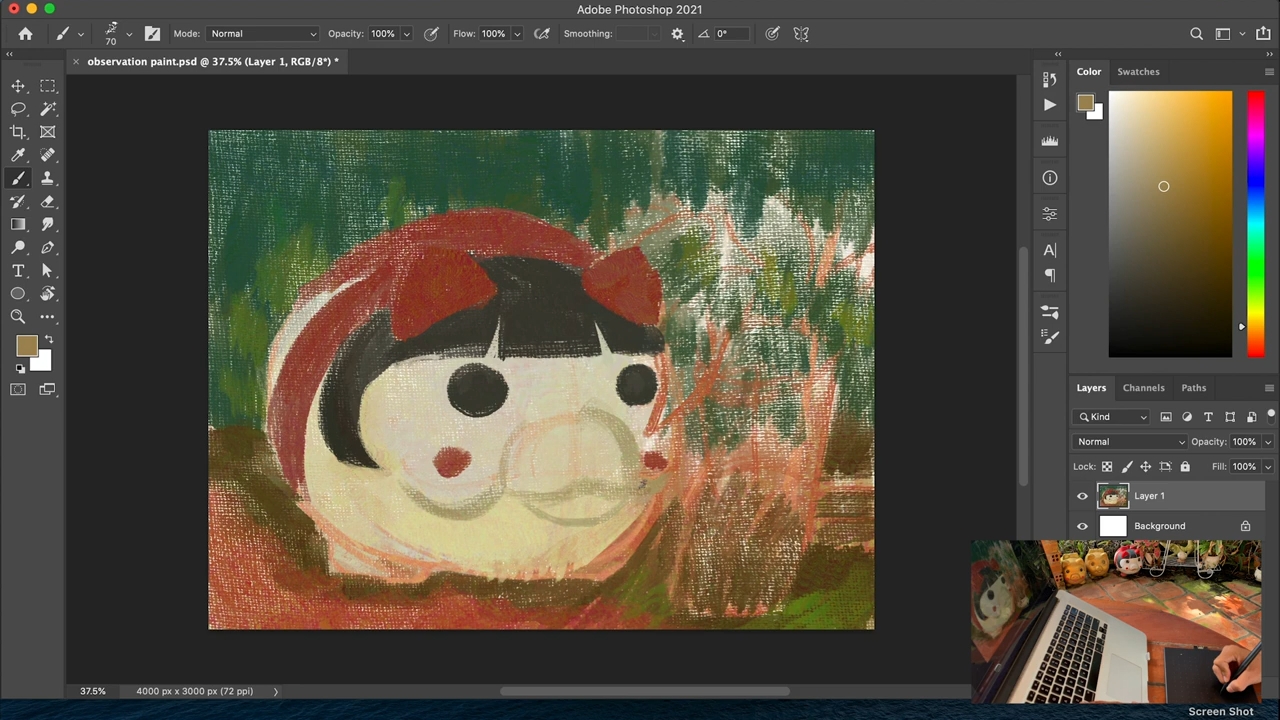 Adobe Photoshop 2021
70
Mode: Normal
Opacity: 100%
Flow: 100%
Smoothing:
0°
observation paint.psd @ 37.5% (Layer 1, RGB/8*) *
Color
Swatches
Layers
Channels
Paths
Kind
Normal
Opacity: 100%
Lock:
Fill: 100%
Layer 1
Background
37.5%
4000 px x 3000 px (72 ppi)
Screen Shot